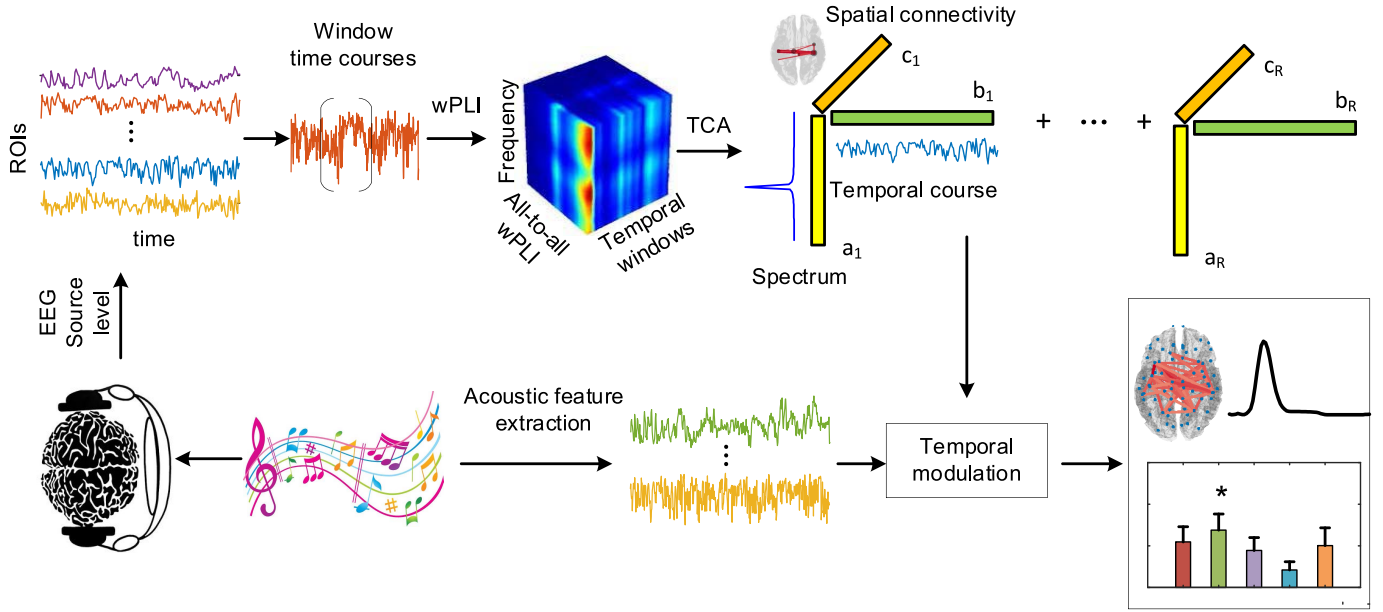 Window
time courses
ROIs
time
wPLI
Frequency
All-to-all
wPLI
Temporal
windows
TCA
Spatial connectivity
c1
b1
Temporal course
a1
Spectrum
+ ... +
cR
bR
aR
EEG
Source
level
Acoustic feature
extraction
Temporal
modulation
*